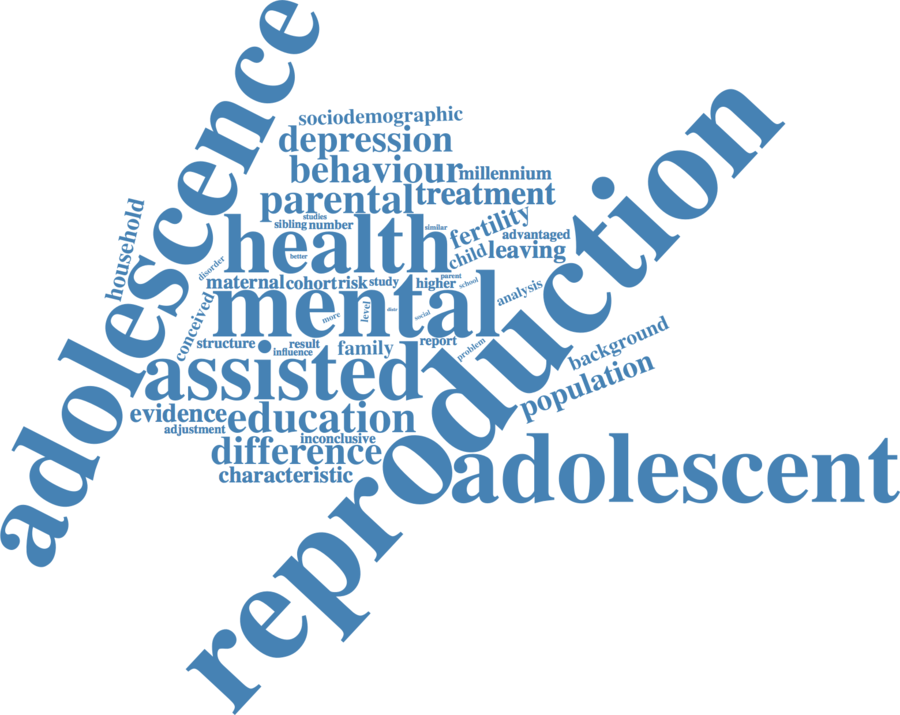 adolescence
reproduction
sociodemographic
depression
behaviour
millennium
parental
treatment
household
studies
sibling
number
similar
fertility
advantaged
health
better
child
leaving
disorder
maternal
cohort
risk
study
higher
parent
school
analysis
conceived
mental
more
level
social
structure
result
influence
family
report
problem
background
assisted
population
evidence
education
adjustment
inconclusive
difference
characteristic
adolescent